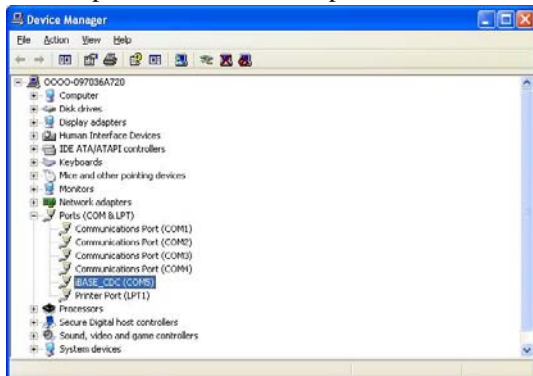 Device Manager
File Action View Help
OOOO-097036A720
Computer
Disk drives
Display adapters
Human Interface Devices
IDE ATA/ATAPI controllers
Keyboards
Mice and other pointing devices
Monitors
Network adapters
Ports (COM & LPT)
Communications Port (COM1)
Communications Port (COM2)
Communications Port (COM3)
Communications Port (COM4)
iBASE_CDC (COM5)
Printer Port (LPT1)
Processors
Secure Digital host controllers
Sound, video and game controllers
System devices